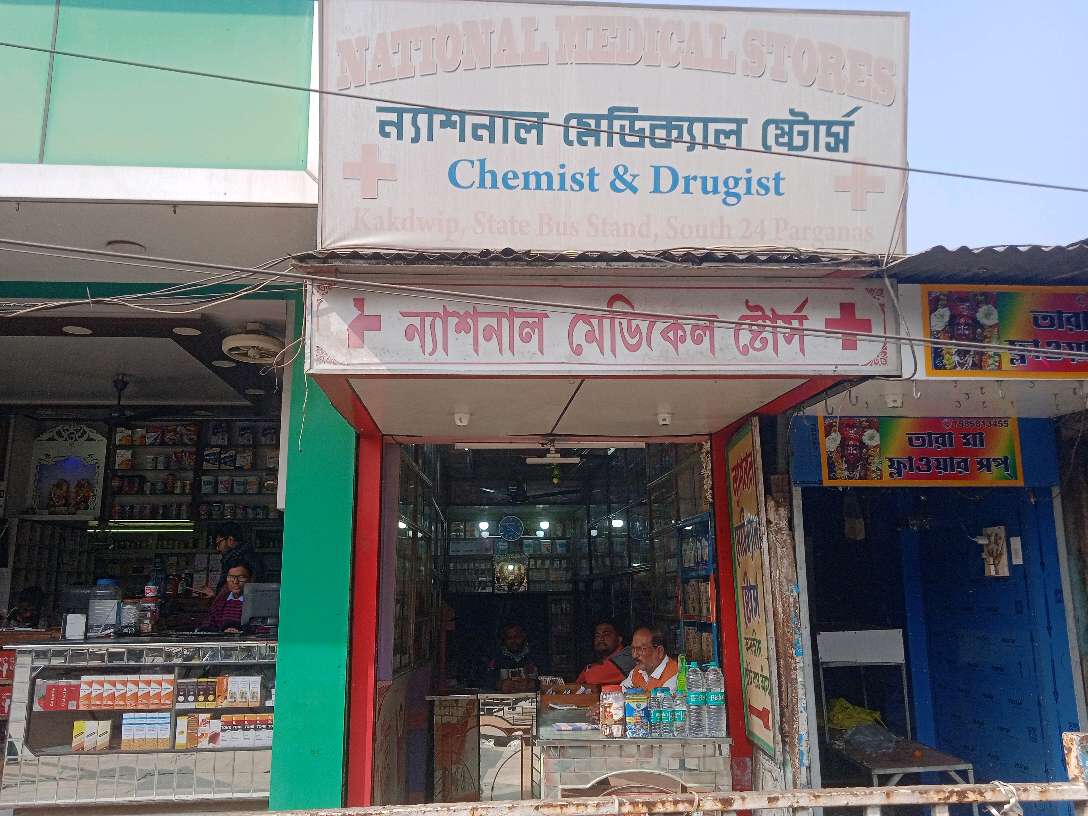 NATIONAL MEDICAL STORES
ন্যাশনাল মেডিক্যাল ষ্টোর্স
Chemist & Drugist
Kakdwip, State Bus Stand, South 24 Parganas
ন্যাশনাল মেডিকেল ষ্টোর্স
তারা
তারা মা
ফ্লাওয়ার সপ্